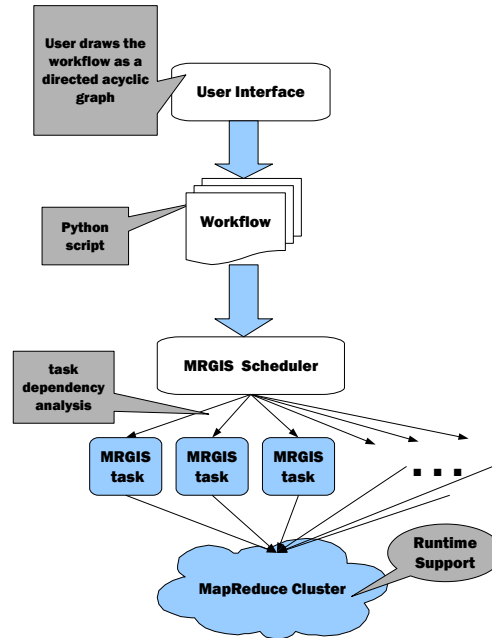 User draws the
workflow as a
directed acyclic
graph
User Interface
Python
script
Workflow
MRGIS Scheduler
task
dependency
analysis
MRGIS
task
MRGIS
task
MRGIS
task
...
Runtime
Support
MapReduce Cluster